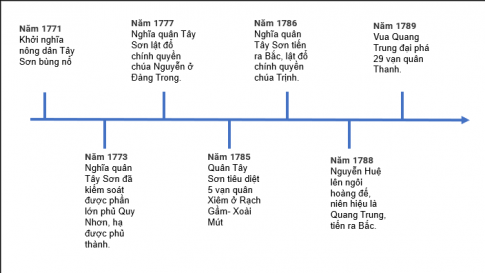 Năm 1771
Khởi nghĩa
nông dân Tây
Sơn bùng nổ
Năm 1773
Nghĩa quân
Tây Sơn đã
kiểm soát
được phần
lớn phủ Quy
Nhơn, hạ
được phủ
thành.
Năm 1777
Nghĩa quân Tây
Sơn lật đổ
chính quyền
chúa Nguyễn ở
Đàng Trong.
Năm 1785
Quân Tây
Sơn tiêu diệt
5 vạn quân
Xiêm ở Rạch
Gầm- Xoài
Mút
Năm 1786
Nghĩa quân
Tây Sơn tiến
ra Bắc, lật đổ
chính quyền
chúa Trịnh.
Năm 1788
Nguyễn Huệ
lên ngôi
hoàng đế,
niên hiệu là
Quang Trung,
tiến ra Bắc.
Năm 1789
Vua Quang
Trung đại phá
29 vạn quân
Thanh.